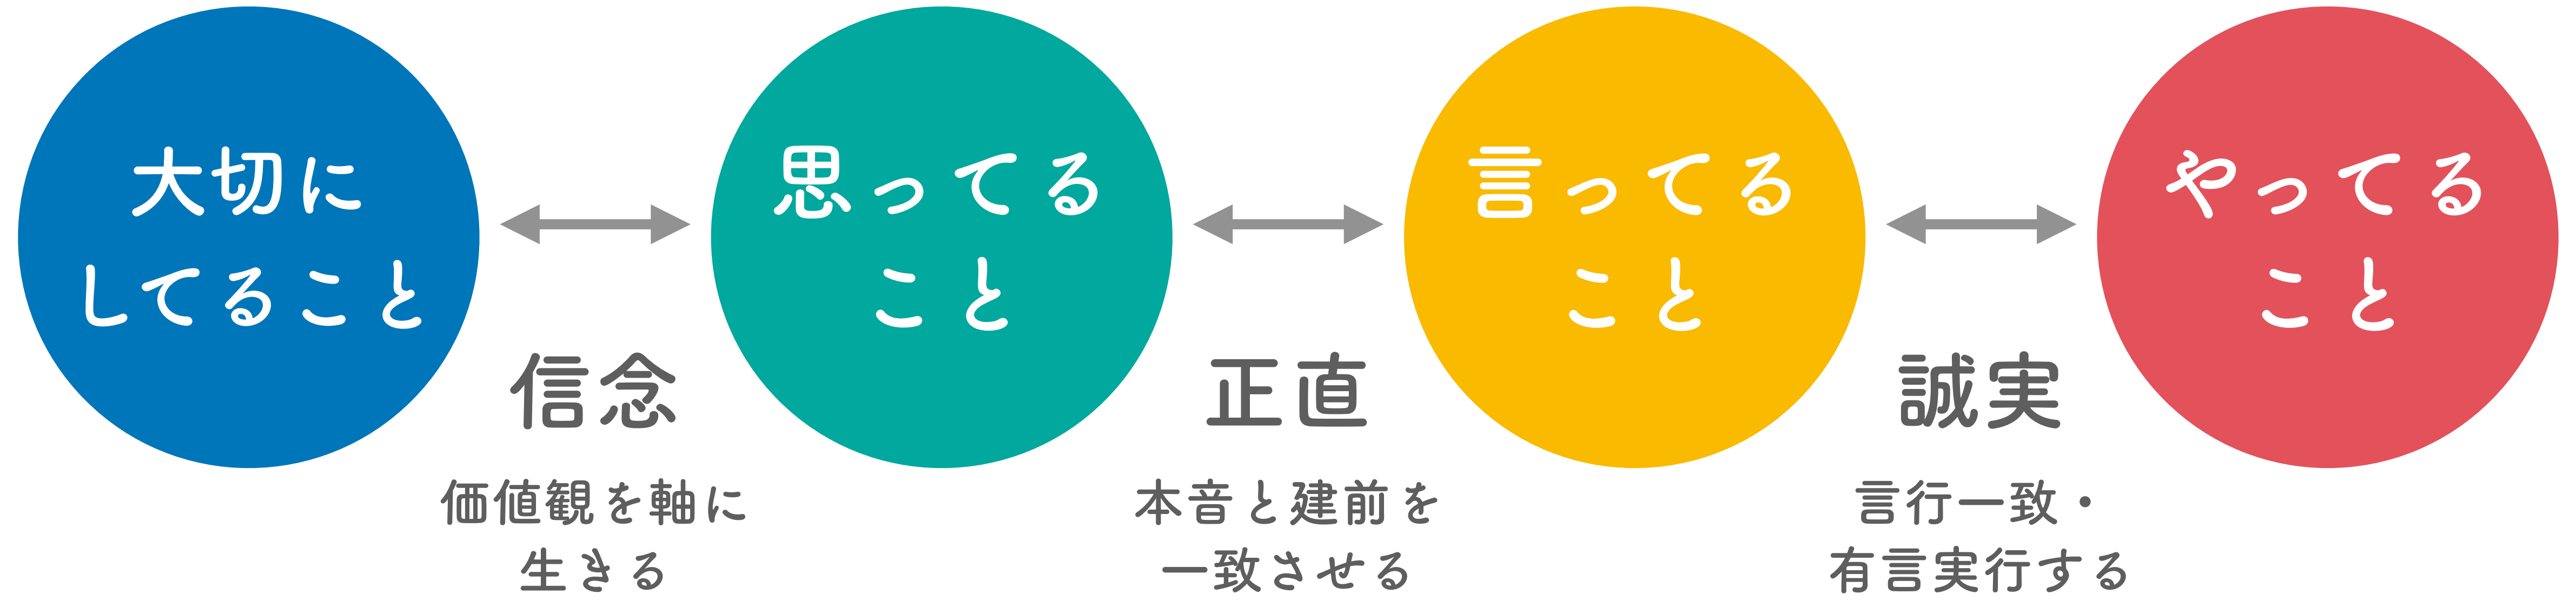 大切に
してること
信念
価値観を軸に
生きる
思ってる
こと
正直
本音と建前を
一致させる
言ってる
こと
誠実
言行一致・
有言実行する
やってる
こと